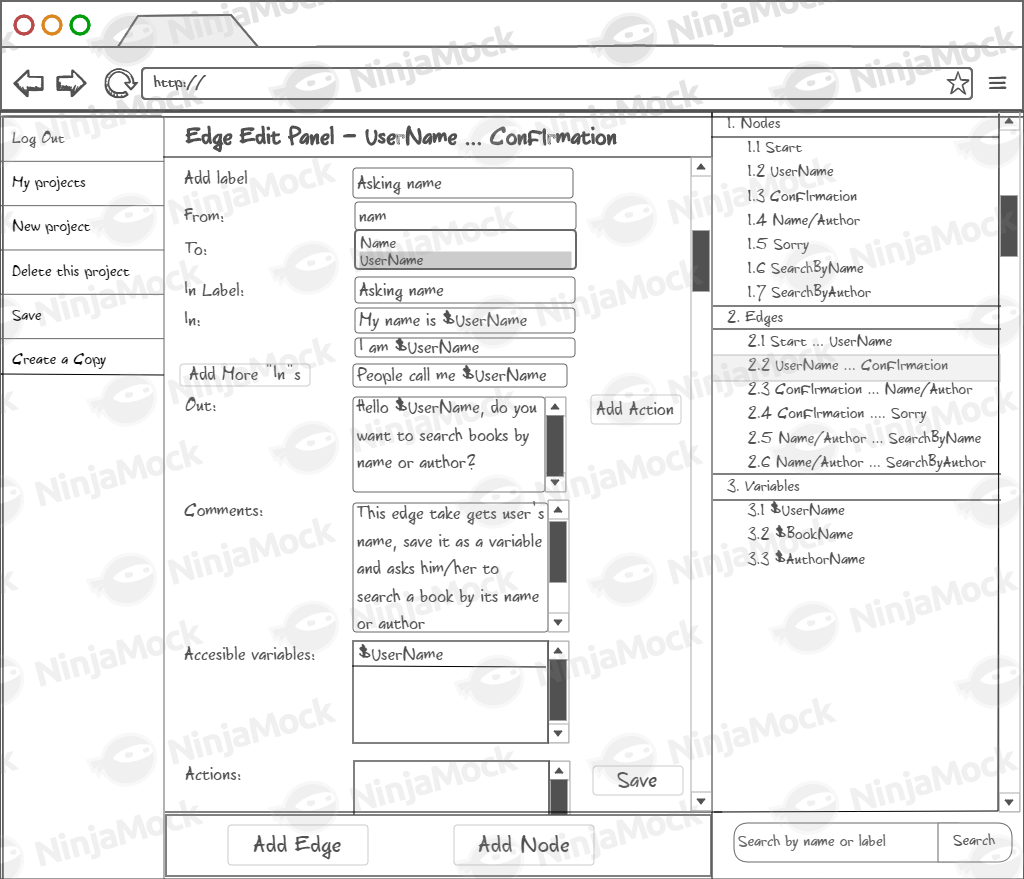 http://
Log Out
My projects
New project
Delete this project
Save
Create a Copy
Edge Edit Panel - UserName ... ConfIrmation
Add label
Asking name
From:
nam
To:
Name
UserName
In Label:
Asking name
In:
My name is $UserName
I am $UserName
Add More "In"s
People call me $UserName
Out:
Hello $UserName, do you
want to search books by
name or author?
Add Action
Comments:
This edge take gets user's
name, save it as a variable
and asks him/her to
search a book by its name
or author
Accesible variables:
$UserName
Actions:
Save
Add Edge
Add Node
1. Nodes
1.1 Start
1.2 UserName
1.3 ConfIrmation
1.4 Name/Author
1.5 Sorry
1.6 SearchByName
1.7 SearchByAuthor
2. Edges
2.1 Start ... UserName
2.2 UserName ... ConfIrmation
2.3 ConfIrmation ... Name/Author
2.4 ConfIrmation .... Sorry
2.5 Name/Author ... SearchByName
2.6 Name/Author ... SearchByAuthor
3. Variables
3.1 $UserName
3.2 $BookName
3.3 $AuthorName
Search by name or label
Search
NinjaMock